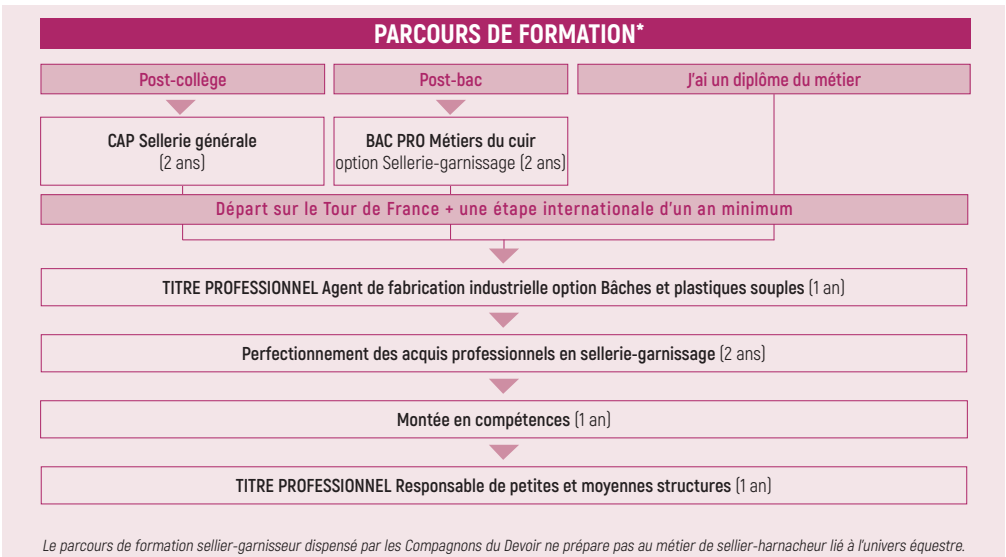 PARCOURS DE FORMATION*
Post-collège
Post-bac
J'ai un diplôme du métier
CAP Sellerie générale
(2 ans)
BAC PRO Métiers du cuir
option Sellerie-garnissage (2 ans)
Départ sur le Tour de France + une étape internationale d'un an minimum
TITRE PROFESSIONNEL Agent de fabrication industrielle option Bâches et plastiques souples (1 an)
Perfectionnement des acquis professionnels en sellerie-garnissage (2 ans)
Montée en compétences (1 an)
TITRE PROFESSIONNEL Responsable de petites et moyennes structures (1 an)
Le parcours de formation sellier-garnisseur dispensé par les Compagnons du Devoir ne prépare pas au métier de sellier-harnacheur lié à l'univers équestre.